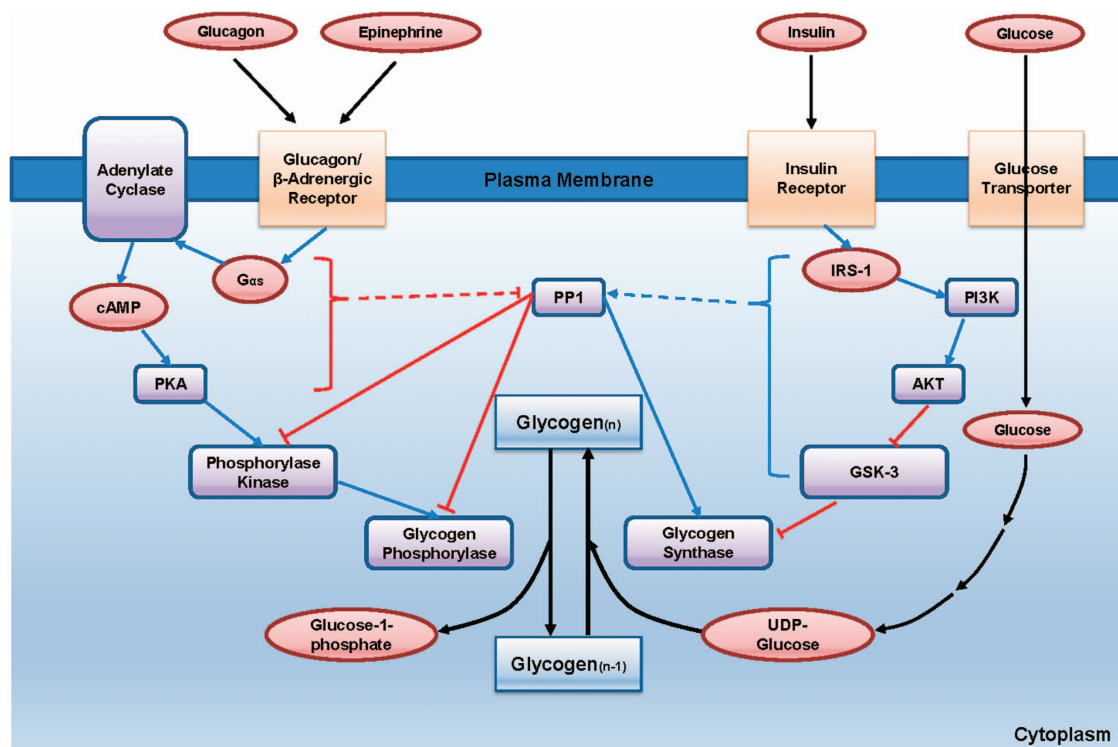 Glucagon
Epinephrine
Insulin
Glucose
Adenylate
Cyclase
Glucagon/
β-Adrenergic
Receptor
Plasma Membrane
Insulin
Receptor
Glucose
Transporter
Gαs
IRS-1
cAMP
PP1
PI3K
PKA
AKT
Glycogen(n)
Glucose
Phosphorylase
Kinase
GSK-3
Glycogen
Phosphorylase
Glycogen
Synthase
Glucose-1-
phosphate
UDP-
Glucose
Glycogen(n-1)
Cytoplasm